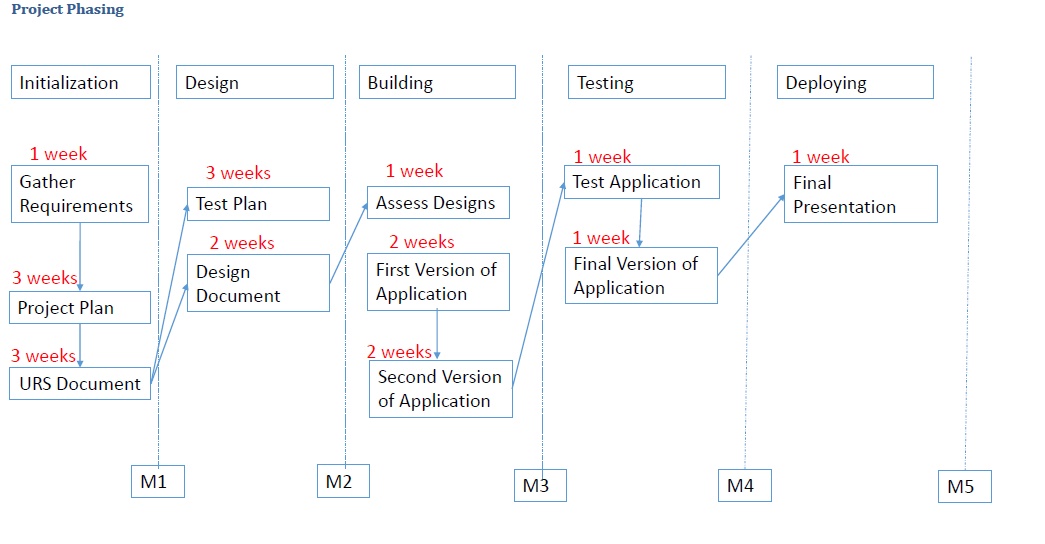 Project Phasing
Initialization
Design
Building
Testing
Deploying
1 week
Gather
Requirements
3 weeks
Project Plan
3 weeks
URS Document
3 weeks
Test Plan
2 weeks
Design
Document
1 week
Assess Designs
2 weeks
First Version of
Application
2 weeks
Second Version
of Application
1 week
Test Application
1 week
Final Version of
Application
1 week
Final
Presentation
M1
M2
M3
M4
M5